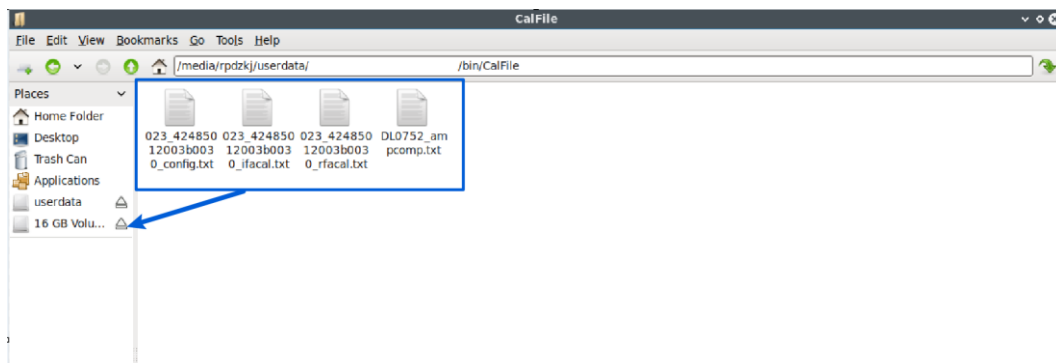 CalFile
File Edit View Bookmarks Go Tools Help
/media/rpdzkj/userdata/ /bin/CalFile
Places
Home Folder
Desktop
Trash Can
Applications
userdata
16 GB Volu...
023_424850
12003b003
0_config.txt
023_424850
12003b003
0_ifacal.txt
023_424850
12003b003
0_rfacal.txt
DL0752_am
pcomp.txt